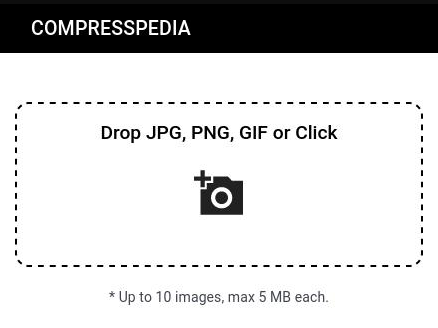 COMPRESSPEDIA
Drop JPG, PNG, GIF or Click
* Up to 10 images, max 5 MB each.